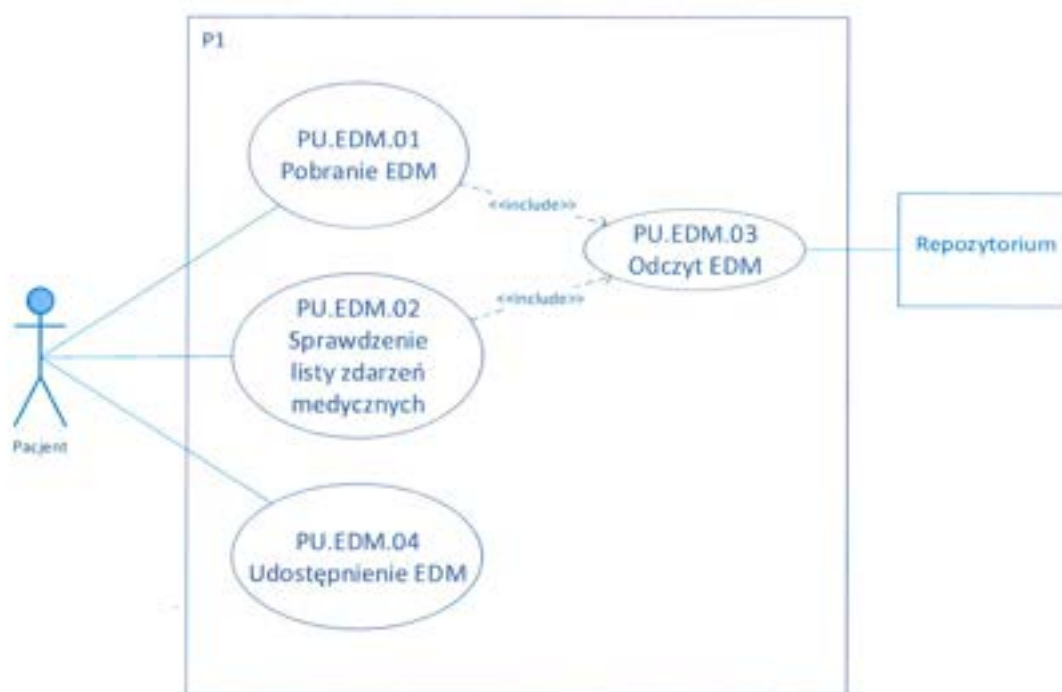 P1
PU.EDM.01
Pobranie EDM
<<include>>
PU.EDM.03
Odczyt EDM
Repozytorium
<<include>>
PU.EDM.02
Sprawdzenie
listy zdarzeń
medycznych
Pacjent
PU.EDM.04
Udostępnienie EDM